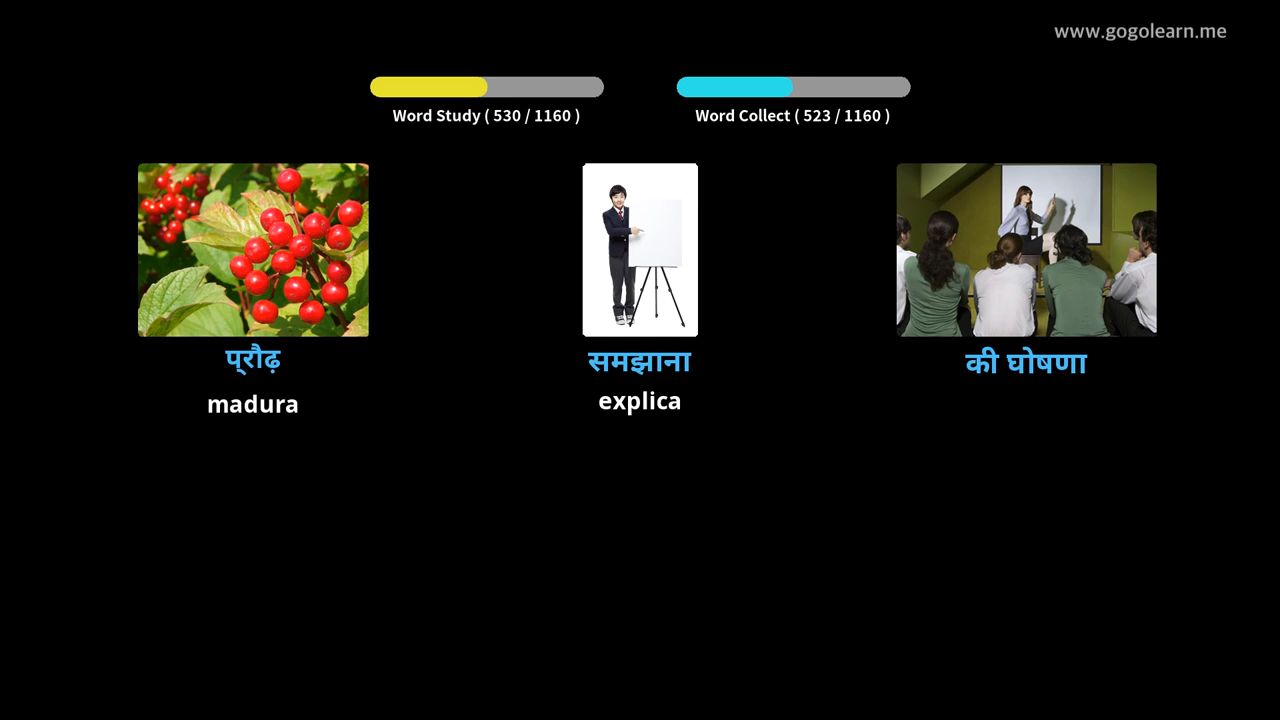 www.gogolearn.me
Word Study ( 530 / 1160 )
Word Collect ( 523 / 1160 )
प्रौढ़
समझाना
की घोषणा
madura
explica